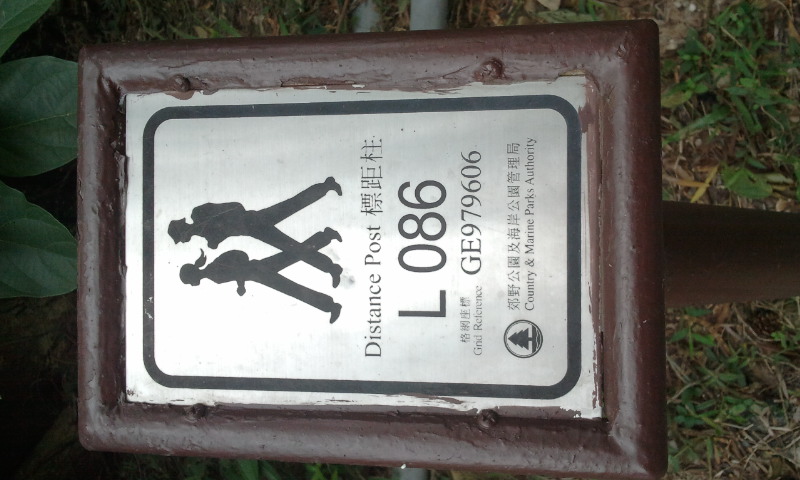 Distance Post 標距柱
L 086
格網座標
Grid Reference GE979606
郊野公園及海岸公園管理局
Country & Marine Parks Authority